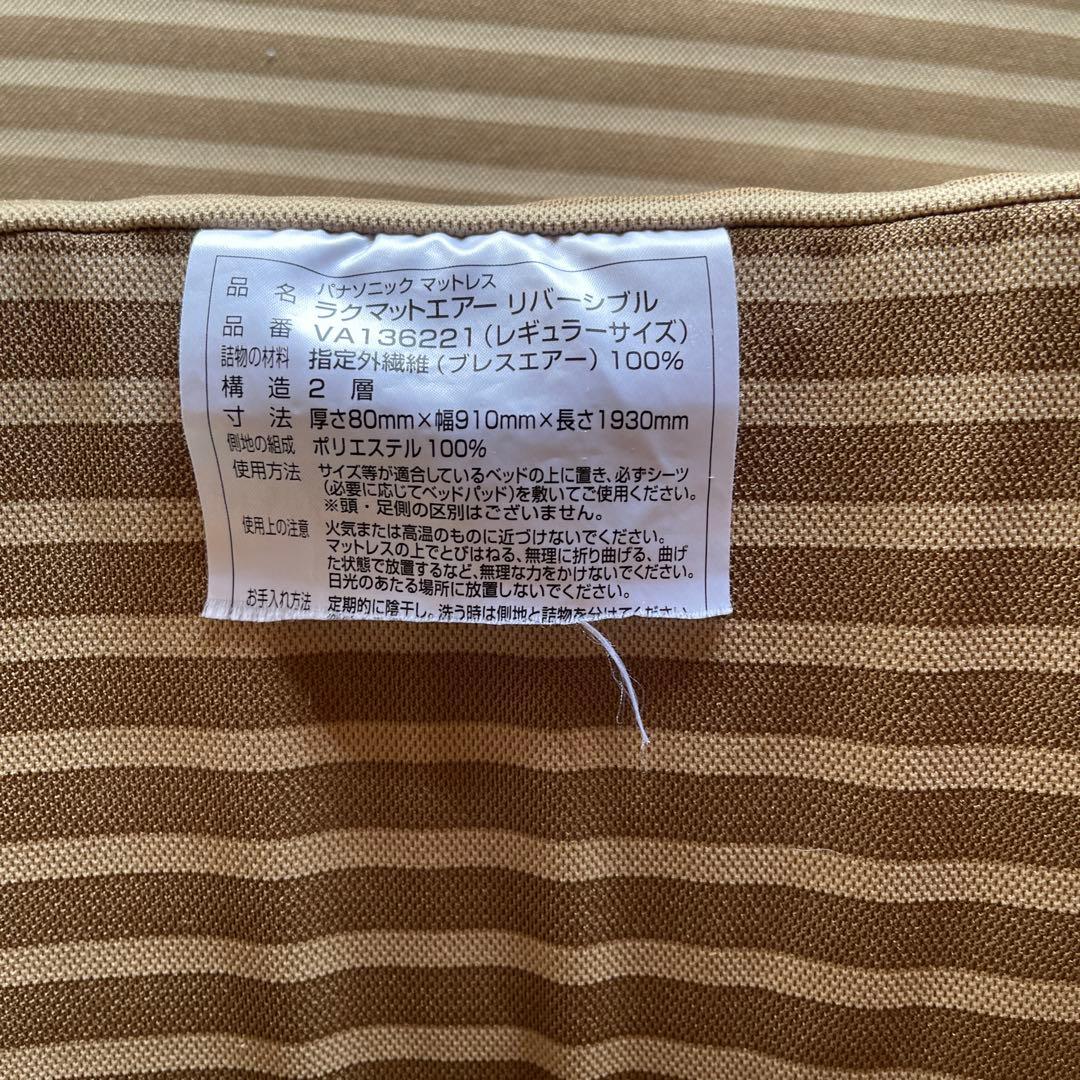 品 名 パナソニック マットレス
ラクマットエアー リバーシブル
品 番 VA136221(レギュラーサイズ)
詰物の材料 指定外繊維(ブレスエアー)100%
構 造 2 層
寸 法 厚さ80mm×幅910mm×長さ1930mm
側地の組成 ポリエステル100%
使用方法 サイズ等が適合しているベッドの上に置き、必ずシーツ
(必要に応じてベッドパッド)を敷いてご使用ください。
※頭・足側の区別はございません。
使用上の注意 火気または高温のものに近づけないでください。
マットレスの上でとびはねる、無理に折り曲げる、曲げ
た状態で放置するなど、無理な力をかけないでください。
日光のあたる場所に放置しないでください。
お手入れ方法 定期的に陰干し。洗う時は側地と詰物を分けてください